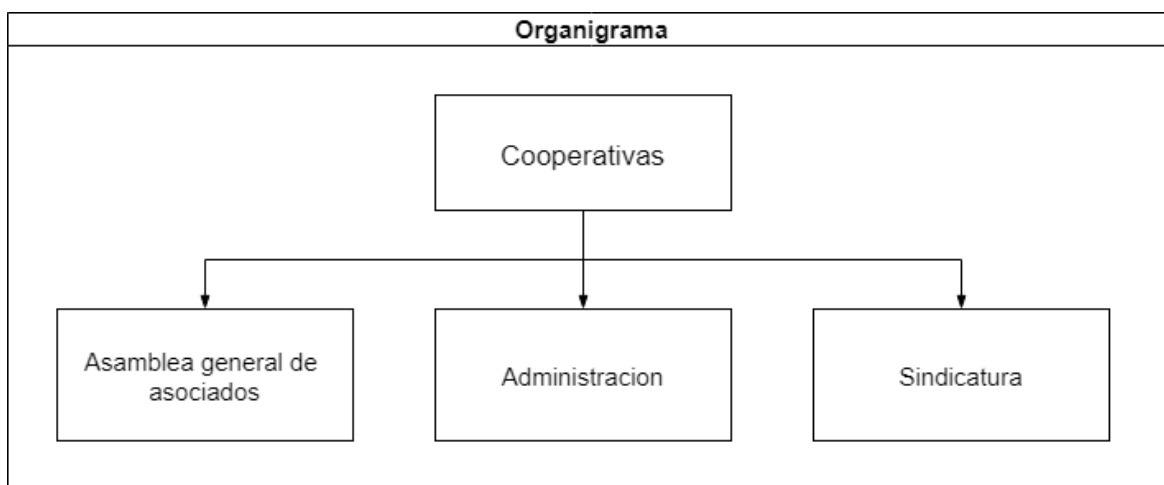 Organigrama
Cooperativas
Asamblea general de
asociados
Administracion
Sindicatura